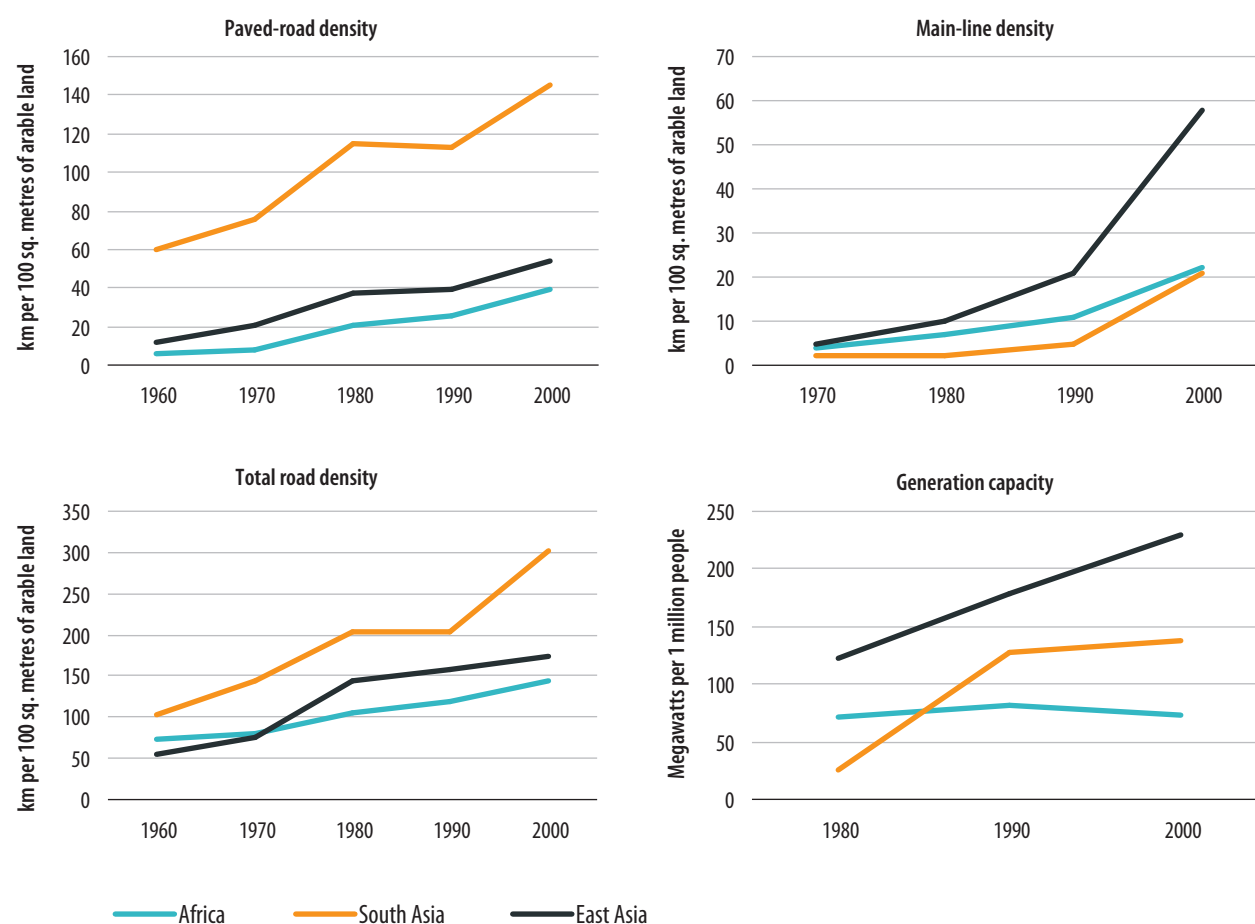 Paved-road density
km per 100 sq. metres of arable land
160
140
120
100
80
60
40
20
0
1960 1970 1980 1990 2000
Main-line density
km per 100 sq. metres of arable land
70
60
50
40
30
20
10
0
1970 1980 1990 2000
Total road density
km per 100 sq. metres of arable land
350
300
250
200
150
100
50
0
1960 1970 1980 1990 2000
Generation capacity
Megawatts per 1 million people
250
200
150
100
50
0
1980 1990 2000
Africa South Asia East Asia